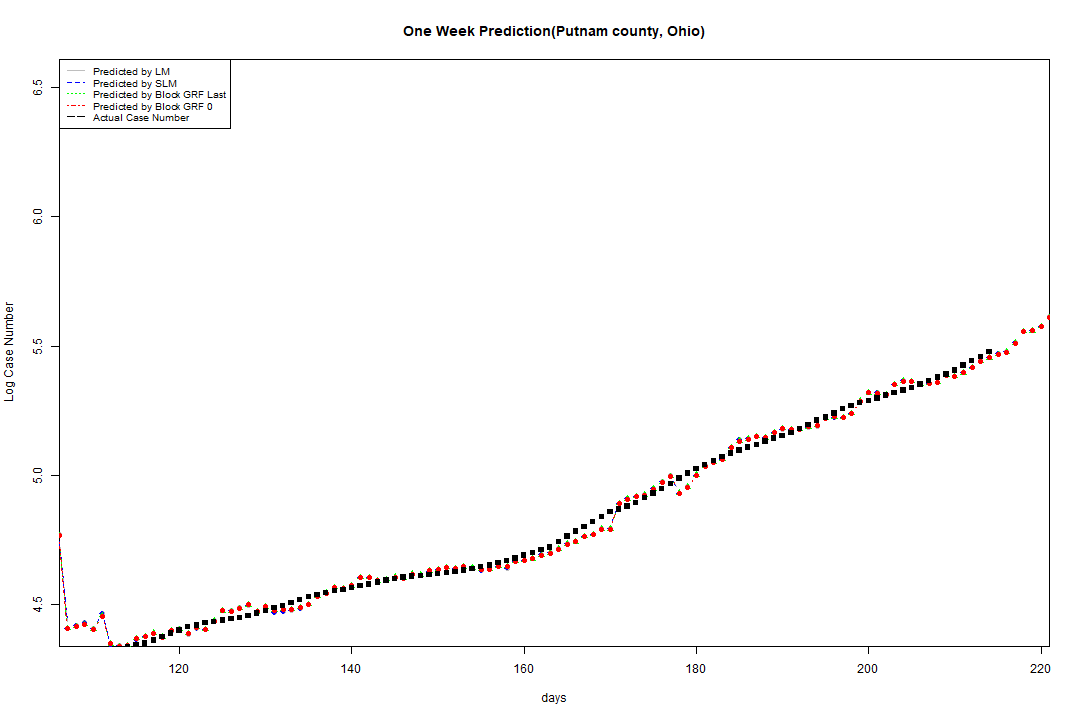 One Week Prediction(Putnam county, Ohio)
Predicted by LM
Predicted by SLM
Predicted by Block GRF Last
Predicted by Block GRF 0
Actual Case Number
6.5
6.0
5.5
5.0
4.5
Log Case Number
120
140
160
180
200
220
days